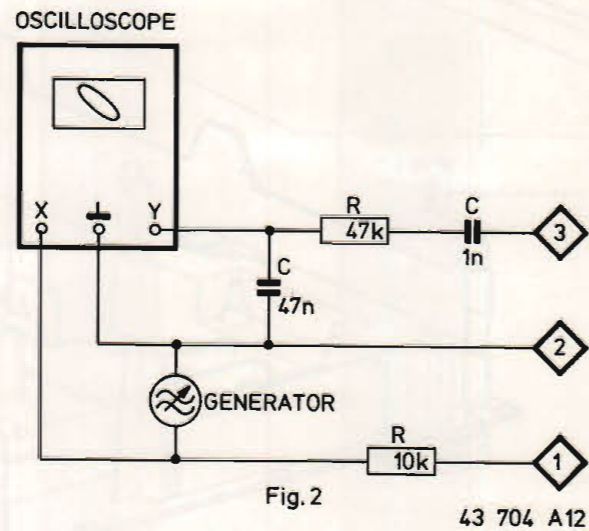 OSCILLOSCOPE
X Y
R
47k
C
1n
3
C
47n
2
GENERATOR
R
10k
1
Fig. 2
43 704 A12